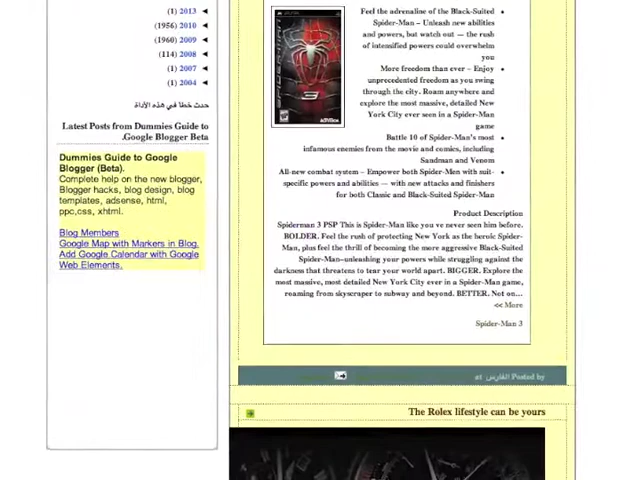 (1) 2013 ◄
(1956) 2010 ◄
(1960) 2009 ◄
(114) 2008 ◄
(1) 2007 ◄
(1) 2004 ◄
حدث خطأ في هذه الأداة
Latest Posts from Dummies Guide to
.Google Blogger Beta
Dummies Guide to Google
Blogger (Beta).
Complete help on the new blogger,
Blogger hacks, blog design, blog
templates, adsense, html,
ppc,css, xhtml.
Blog Members
Google Map with Markers in Blog.
Add Google Calendar with Google
Web Elements.
Feel the adrenaline of the Black-Suited
Spider-Man – Unleash new abilities
and powers, but watch out — the rush
of intensified powers could overwhelm
you
More freedom than ever – Enjoy
unprecedented freedom as you swing
through the city. Roam anywhere and
explore the most massive, detailed New
York City ever seen in a Spider-Man
game
Battle 10 of Spider-Man's most
infamous enemies from the movie and comics, including
Sandman and Venom
All-new combat system – Empower both Spider-Men with suit-
specific powers and abilities — with new attacks and finishers
for both Classic and Black-Suited Spider-Man
Product Description
Spiderman 3 PSP This is Spider-Man like you ve never seen him before.
BOLDER. Feel the rush of protecting New York as the heroic Spider-
Man, plus feel the thrill of becoming the more aggressive Black-Suited
Spider-Man–unleashing your powers while struggling against the
darkness that threatens to tear your world apart. BIGGER. Explore the
most massive, most detailed New York City ever in a Spider-Man game,
roaming from skyscraper to subway and beyond. BETTER. Not on…
<< More
Spider-Man 3
at الفارس Posted by
The Rolex lifestyle can be yours